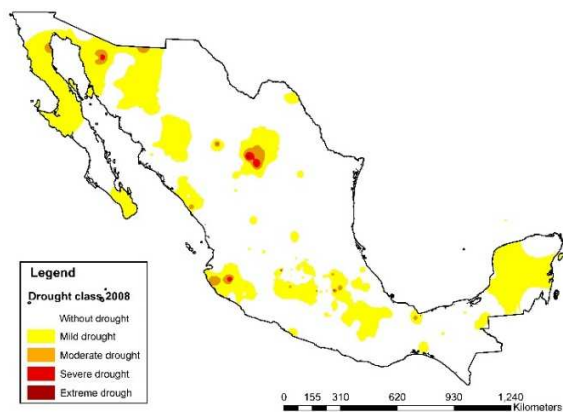 Legend
Drought class 2008
Without drought
Mild drought
Moderate drought
Severe drought
Extreme drough
0 155 310 620 930 1,240
Kilometers